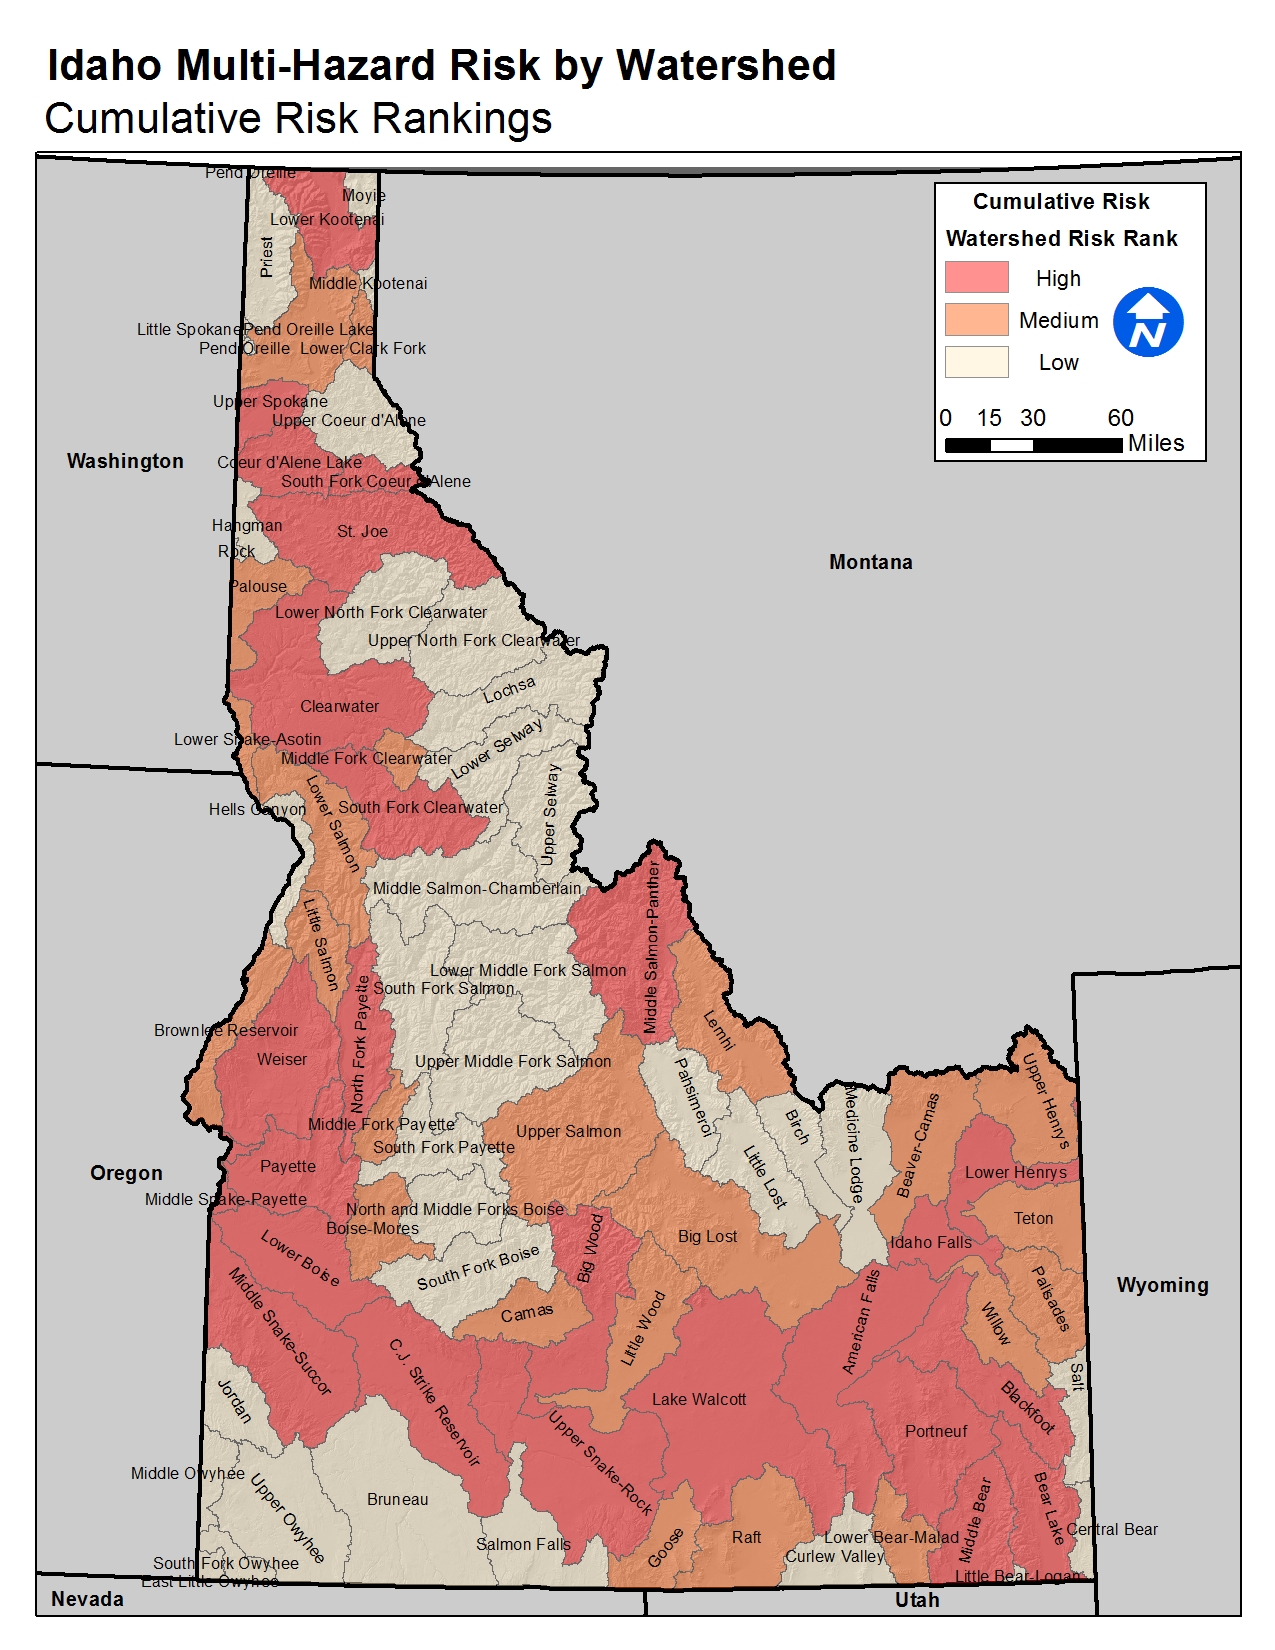 Idaho Multi-Hazard Risk by Watershed
Cumulative Risk Rankings
Cumulative Risk
Watershed Risk Rank
High
Medium
Low
N
0 15 30 60
Miles
Pend Oreille
Moyie
Lower Kootenai
Priest
Middle Kootenai
Little Spokane
Pend Oreille Lake
Pend Oreille
Lower Clark Fork
Upper Spokane
Upper Coeur d'Alene
Washington
Coeur d'Alene Lake
South Fork Coeur d'Alene
Hangman
St. Joe
Rock
Montana
Palouse
Lower North Fork Clearwater
Upper North Fork Clearwater
Lochsa
Clearwater
Lower Snake-Asotin
Middle Fork Clearwater
Lower Selway
Hells Canyon
Lower Salmon
South Fork Clearwater
Upper Selway
Middle Salmon-Chamberlain
Little Salmon
Middle Salmon-Panther
Lower Middle Fork Salmon
South Fork Salmon
Brownlee Reservoir
Weiser
North Fork Payette
Lemhi
Upper Middle Fork Salmon
Pahsimeroi
Birch
Medicine Lodge
Beaver-Camas
Upper Henrys
Middle Fork Payette
South Fork Payette
Upper Salmon
Oregon
Payette
Little Lost
Lower Henrys
Middle Snake-Payette
North and Middle Forks Boise
Boise-Mores
Teton
Lower Boise
Big Lost
Idaho Falls
South Fork Boise
Big Wood
Wyoming
Middle Snake-Succor
Camas
Little Wood
American Falls
Willow
Palisades
Salt
C.J. Strike Reservoir
Jordan
Lake Walcott
Blackfoot
Portneuf
Upper Snake-Rock
Middle Owyhee
Upper Owyhee
Bruneau
Middle Bear
Bear Lake
Central Bear
Salmon Falls
Goose
Raft
Lower Bear-Malad
Curlew Valley
South Fork Owyhee
East Little Owyhee
Little Bear-Logan
Nevada
Utah